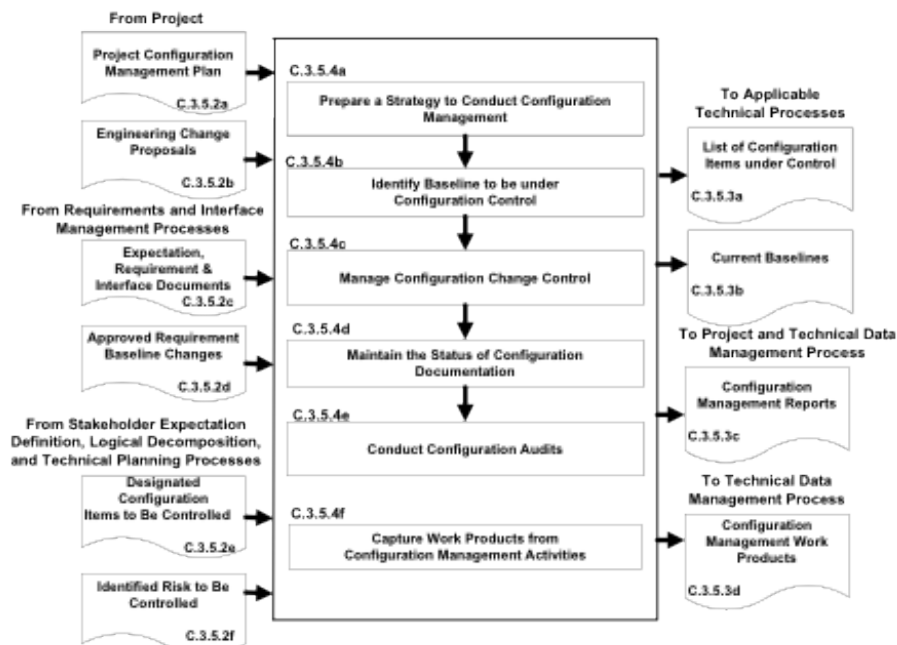 From Project
Project Configuration
Management Plan
C.3.5.2a
Engineering Change
Proposals
C.3.5.2b
From Requirements and Interface
Management Processes
Expectation,
Requirement &
Interface Documents
C.3.5.2c
Approved Requirement
Baseline Changes
C.3.5.2d
From Stakeholder Expectation
Definition, Logical Decomposition,
and Technical Planning Processes
Designated
Configuration
Items to Be Controlled
C.3.5.2e
Identified Risk to Be
Controlled
C.3.5.2f
C.3.5.4a
Prepare a Strategy to Conduct Configuration
Management
C.3.5.4b
Identify Baseline to be under
Configuration Control
C.3.5.4c
Manage Configuration Change Control
C.3.5.4d
Maintain the Status of Configuration
Documentation
C.3.5.4e
Conduct Configuration Audits
C.3.5.4f
Capture Work Products from
Configuration Management Activities
To Applicable
Technical Processes
List of Configuration
Items under Control
C.3.5.3a
Current Baselines
C.3.5.3b
To Project and Technical Data
Management Process
Configuration
Management Reports
C.3.5.3c
To Technical Data
Management Process
Configuration
Management Work
Products
C.3.5.3d